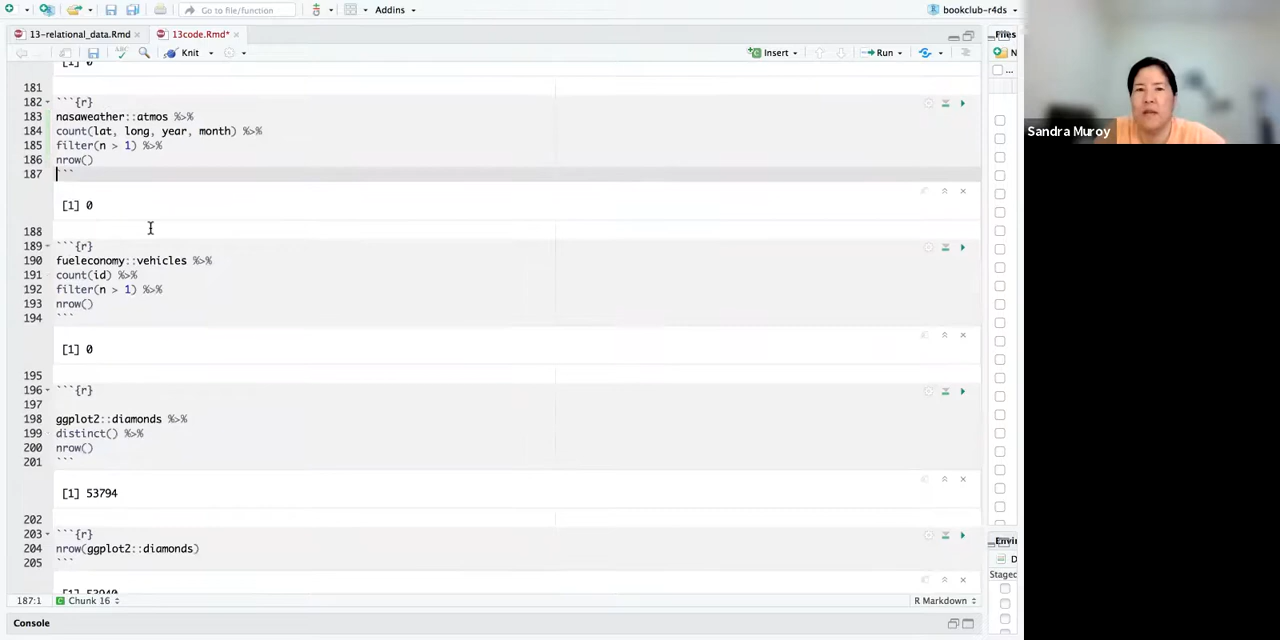 Go to file/function
Addins
bookclub-r4ds
13-relational_data.Rmd
13code.Rmd*
Files
Knit
Insert
Run
N
[1] 0
...
181
182 ```{r}
183 nasaweather::atmos %>%
184 count(lat, long, year, month) %>%
185 filter(n > 1) %>%
186 nrow()
187 ```
[1] 0
188
189 ```{r}
190 fueleconomy::vehicles %>%
191 count(id) %>%
192 filter(n > 1) %>%
193 nrow()
194 ```
[1] 0
195
196 ```{r}
197
198 ggplot2::diamonds %>%
199 distinct() %>%
200 nrow()
201 ```
[1] 53794
202
203 ```{r}
204 nrow(ggplot2::diamonds)
205 ```
[1] 53940
187:1
Chunk 16
R Markdown
Console
Envir
D
Staged
Sandra Muroy